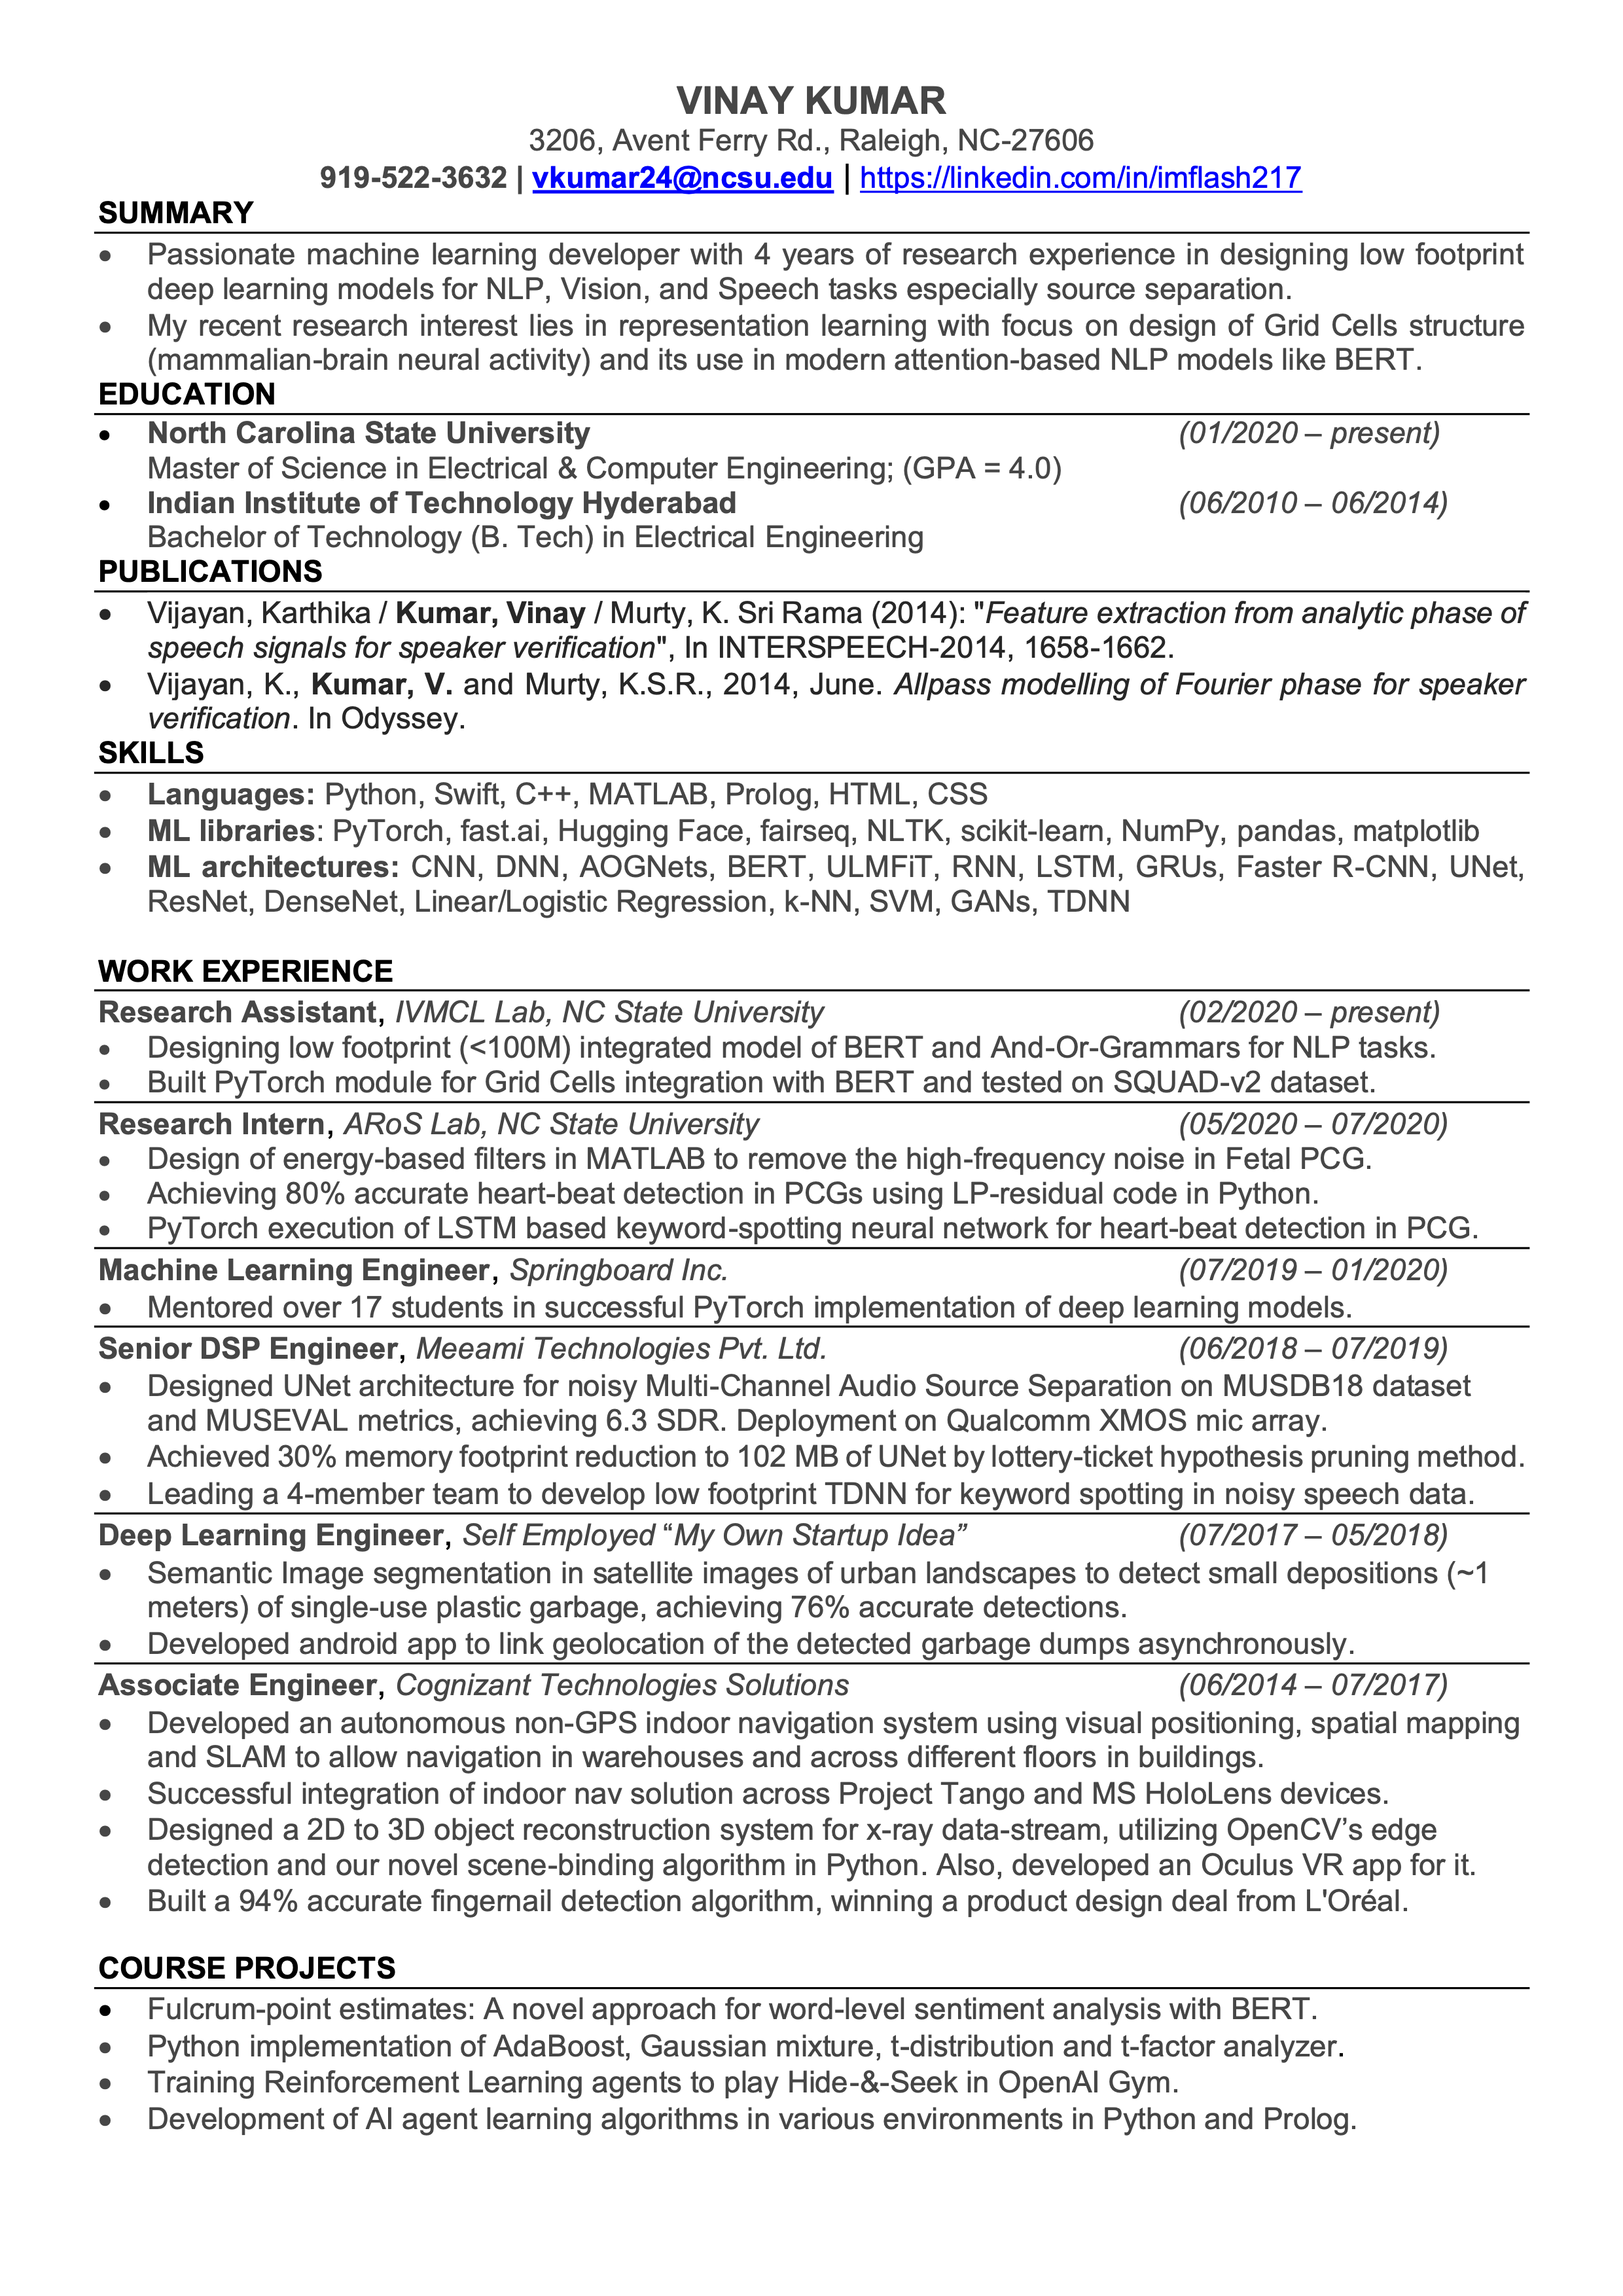 VINAY KUMAR
3206, Avent Ferry Rd., Raleigh, NC-27606
919-522-3632 | vkumar24@ncsu.edu | https://linkedin.com/in/imflash217
SUMMARY
• Passionate machine learning developer with 4 years of research experience in designing low footprint
deep learning models for NLP, Vision, and Speech tasks especially source separation.
• My recent research interest lies in representation learning with focus on design of Grid Cells structure
(mammalian-brain neural activity) and its use in modern attention-based NLP models like BERT.
EDUCATION
• North Carolina State University (01/2020 – present)
Master of Science in Electrical & Computer Engineering; (GPA = 4.0)
• Indian Institute of Technology Hyderabad (06/2010 – 06/2014)
Bachelor of Technology (B. Tech) in Electrical Engineering
PUBLICATIONS
• Vijayan, Karthika / Kumar, Vinay / Murty, K. Sri Rama (2014): "Feature extraction from analytic phase of
speech signals for speaker verification", In INTERSPEECH-2014, 1658-1662.
• Vijayan, K., Kumar, V. and Murty, K.S.R., 2014, June. Allpass modelling of Fourier phase for speaker
verification. In Odyssey.
SKILLS
• Languages: Python, Swift, C++, MATLAB, Prolog, HTML, CSS
• ML libraries: PyTorch, fast.ai, Hugging Face, fairseq, NLTK, scikit-learn, NumPy, pandas, matplotlib
• ML architectures: CNN, DNN, AOGNets, BERT, ULMFiT, RNN, LSTM, GRUs, Faster R-CNN, UNet,
ResNet, DenseNet, Linear/Logistic Regression, k-NN, SVM, GANs, TDNN
WORK EXPERIENCE
Research Assistant, IVMCL Lab, NC State University (02/2020 – present)
• Designing low footprint (<100M) integrated model of BERT and And-Or-Grammars for NLP tasks.
• Built PyTorch module for Grid Cells integration with BERT and tested on SQUAD-v2 dataset.
Research Intern, ARoS Lab, NC State University (05/2020 – 07/2020)
• Design of energy-based filters in MATLAB to remove the high-frequency noise in Fetal PCG.
• Achieving 80% accurate heart-beat detection in PCGs using LP-residual code in Python.
• PyTorch execution of LSTM based keyword-spotting neural network for heart-beat detection in PCG.
Machine Learning Engineer, Springboard Inc. (07/2019 – 01/2020)
• Mentored over 17 students in successful PyTorch implementation of deep learning models.
Senior DSP Engineer, Meeami Technologies Pvt. Ltd. (06/2018 – 07/2019)
• Designed UNet architecture for noisy Multi-Channel Audio Source Separation on MUSDB18 dataset
and MUSEVAL metrics, achieving 6.3 SDR. Deployment on Qualcomm XMOS mic array.
• Achieved 30% memory footprint reduction to 102 MB of UNet by lottery-ticket hypothesis pruning method.
• Leading a 4-member team to develop low footprint TDNN for keyword spotting in noisy speech data.
Deep Learning Engineer, Self Employed “My Own Startup Idea” (07/2017 – 05/2018)
• Semantic Image segmentation in satellite images of urban landscapes to detect small depositions (~1
meters) of single-use plastic garbage, achieving 76% accurate detections.
• Developed android app to link geolocation of the detected garbage dumps asynchronously.
Associate Engineer, Cognizant Technologies Solutions (06/2014 – 07/2017)
• Developed an autonomous non-GPS indoor navigation system using visual positioning, spatial mapping
and SLAM to allow navigation in warehouses and across different floors in buildings.
• Successful integration of indoor nav solution across Project Tango and MS HoloLens devices.
• Designed a 2D to 3D object reconstruction system for x-ray data-stream, utilizing OpenCV’s edge
detection and our novel scene-binding algorithm in Python. Also, developed an Oculus VR app for it.
• Built a 94% accurate fingernail detection algorithm, winning a product design deal from L'Oréal.
COURSE PROJECTS
• Fulcrum-point estimates: A novel approach for word-level sentiment analysis with BERT.
• Python implementation of AdaBoost, Gaussian mixture, t-distribution and t-factor analyzer.
• Training Reinforcement Learning agents to play Hide-&-Seek in OpenAI Gym.
• Development of AI agent learning algorithms in various environments in Python and Prolog.